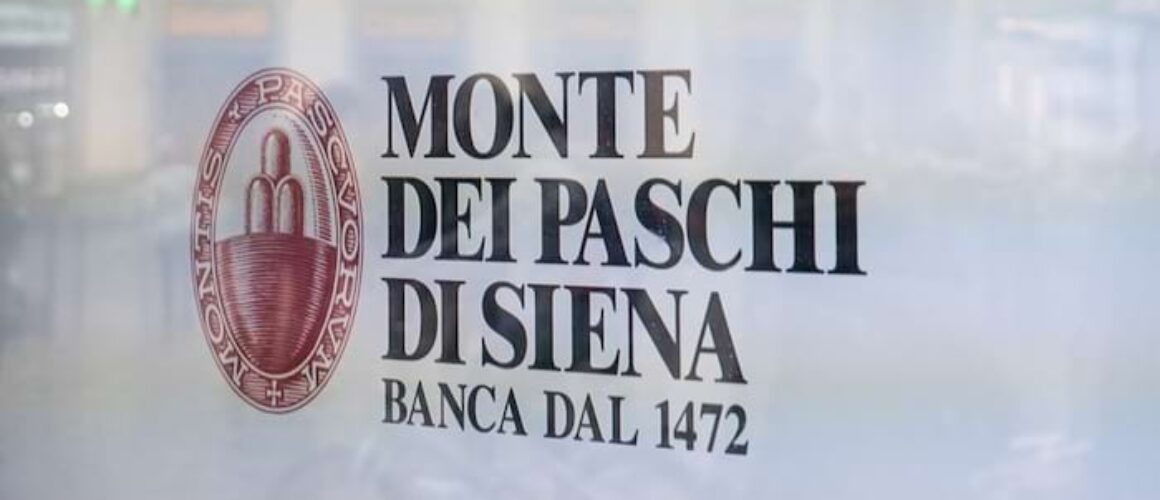 MONTIS PASCVORVM
MONTE
DEI PASCHI
DI SIENA
BANCA DAL 1472